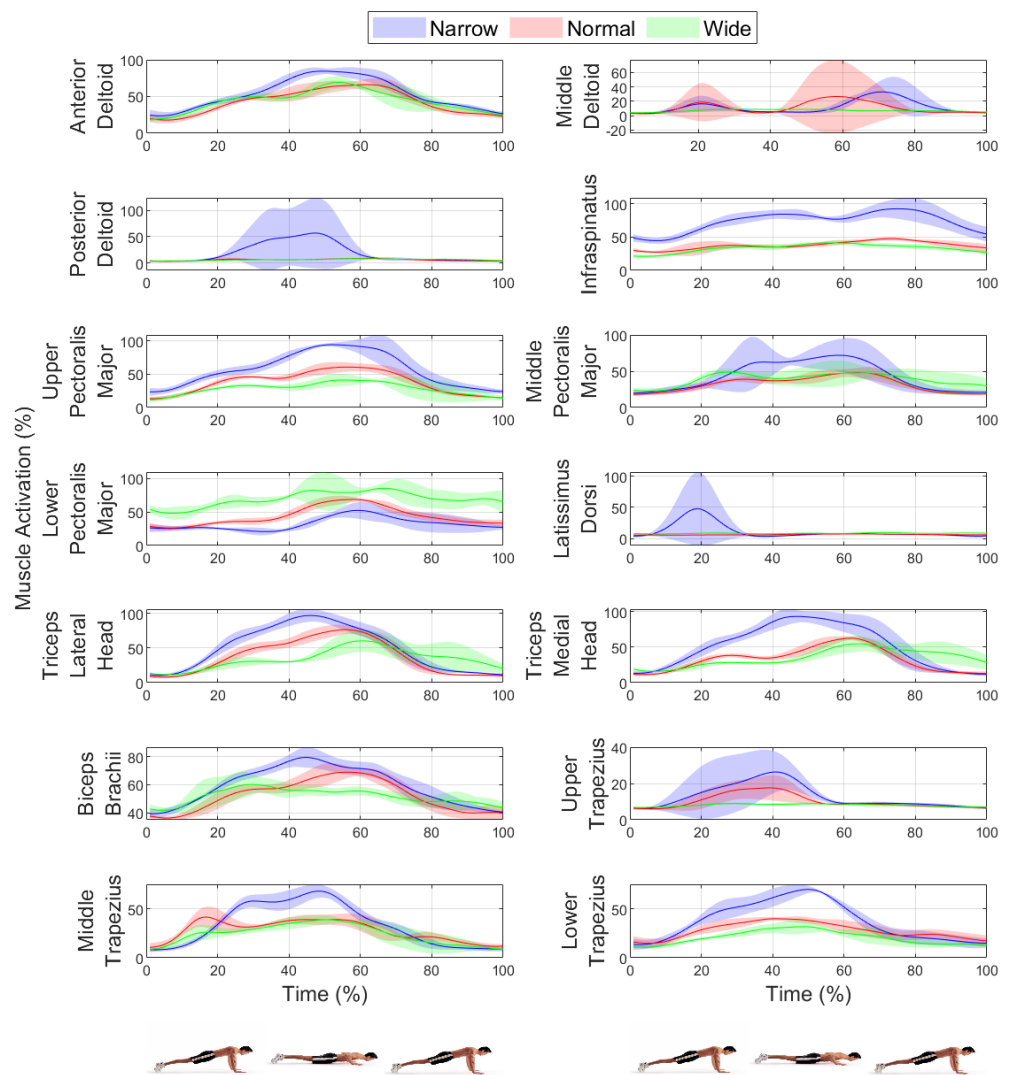 Narrow Normal Wide
Anterior
Deltoid
100
50
0
0 20 40 60 80 100
Middle
Deltoid
60
40
20
0
-20
0 20 40 60 80 100
Posterior
Deltoid
100
50
0
0 20 40 60 80 100
Infraspinatus
100
50
0
0 20 40 60 80 100
Upper
Pectoralis
Major
100
50
0
0 20 40 60 80 100
Middle
Pectoralis
Major
100
50
0
0 20 40 60 80 100
Muscle Activation (%)
Lower
Pectoralis
Major
100
50
0
0 20 40 60 80 100
Latissimus
Dorsi
100
50
0
0 20 40 60 80 100
Triceps
Lateral
Head
100
50
0
0 20 40 60 80 100
Triceps
Medial
Head
100
50
0
0 20 40 60 80 100
Biceps
Brachii
80
60
40
0 20 40 60 80 100
Upper
Trapezius
40
20
0
0 20 40 60 80 100
Middle
Trapezius
50
0
0 20 40 60 80 100
Time (%)
Lower
Trapezius
50
0
0 20 40 60 80 100
Time (%)